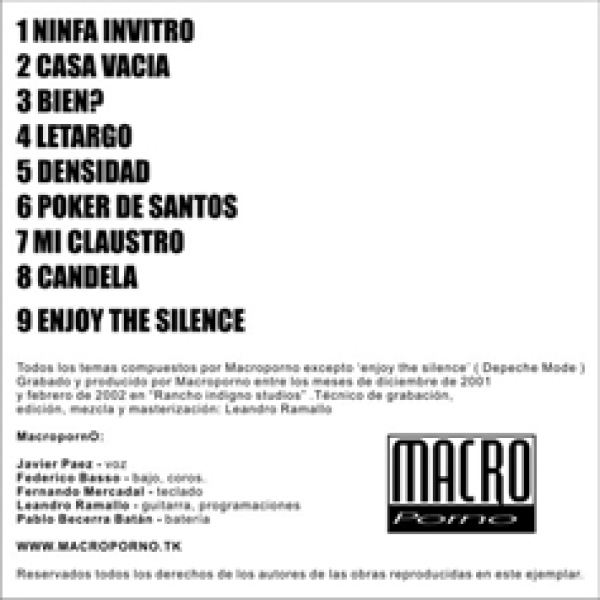 1 NINFA INVITRO
2 CASA VACIA
3 BIEN?
4 LETARGO
5 DENSIDAD
6 POKER DE SANTOS
7 MI CLAUSTRO
8 CANDELA
9 ENJOY THE SILENCE
Todos los temas compuestos por Macroporno excepto 'enjoy the silence' ( Depeche Mode )
Grabado y producido por Macroporno entre los meses de diciembre de 2001
y febrero de 2002 en "Rancho indigno studios" .Técnico de grabación,
edición, mezcla y masterización: Leandro Ramallo
MacropornO:
Javier Paez - voz
Federico Basso - bajo, coros.
Fernando Mercadal - teclado
Leandro Ramallo - guitarra, programaciones
Pablo Becerra Batán - batería
WWW.MACROPORNO.TK
MACRO
Porno
Reservados todos los derechos de los autores de las obras reproducidas en este ejemplar.